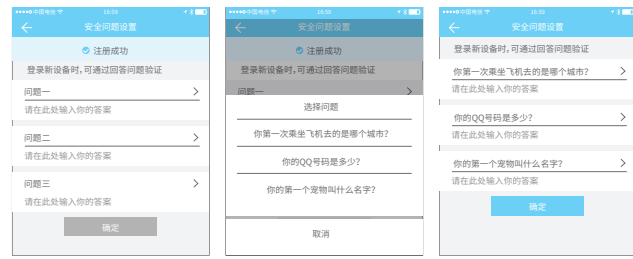 中国电信 16:59
安全问题设置
注册成功
登录新设备时,可通过回答问题验证
问题一
请在此处输入你的答案
问题二
请在此处输入你的答案
问题三
请在此处输入你的答案
确定
中国电信 16:59
安全问题设置
注册成功
登录新设备时,可通过回答问题验证
问题一
选择问题
你第一次乘坐飞机去的是哪个城市?
你的QQ号码是多少?
你的第一个宠物叫什么名字?
取消
中国电信 16:59
安全问题设置
登录新设备时,可通过回答问题验证
你第一次乘坐飞机去的是哪个城市?
请在此处输入你的答案
你的QQ号码是多少?
请在此处输入你的答案
你的第一个宠物叫什么名字?
请在此处输入你的答案
确定